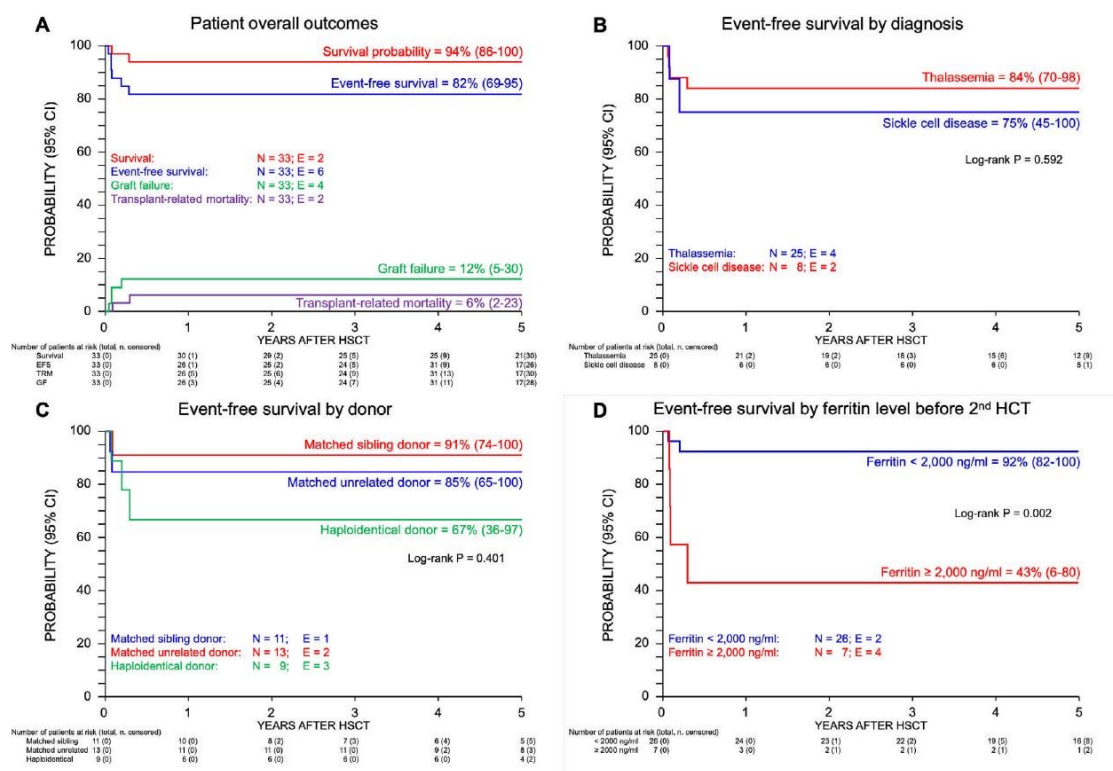 A Patient overall outcomes
PROBABILITY (95% CI)
100
80
60
40
20
0
Survival probability = 94% (86-100)
Event-free survival = 82% (69-95)
Survival: N = 33; E = 2
Event-free survival: N = 33; E = 6
Graft failure: N = 33; E = 4
Transplant-related mortality: N = 33; E = 2
Graft failure = 12% (5-30)
Transplant-related mortality = 6% (2-23)
0 1 2 3 4 5
YEARS AFTER HSCT
Number of patients at risk (total, n. censored)
Survival 33 (0) 30 (1) 29 (2) 25 (5) 25 (9) 21(30)
EFS 33 (0) 26 (1) 25 (2) 24 (5) 31 (9) 17(26)
TRM 33 (0) 26 (5) 25 (6) 24 (9) 31 (13) 17(30)
GF 33 (0) 26 (3) 25 (4) 24 (7) 31 (11) 17(28)
B Event-free survival by diagnosis
PROBABILITY (95% CI)
100
80
60
40
20
0
Thalassemia = 84% (70-98)
Sickle cell disease = 75% (45-100)
Log-rank P = 0.592
Thalassemia: N = 25; E = 4
Sickle cell disease: N = 8; E = 2
0 1 2 3 4 5
YEARS AFTER HSCT
Number of patients at risk (total, n. censored)
Thalassemia 25 (0) 21 (2) 19 (2) 18 (3) 15 (6) 12 (9)
Sickle cell disease 8 (0) 6 (0) 6 (0) 6 (0) 6 (0) 5 (1)
C Event-free survival by donor
PROBABILITY (95% CI)
100
80
60
40
20
0
Matched sibling donor = 91% (74-100)
Matched unrelated donor = 85% (65-100)
Haploidentical donor = 67% (36-97)
Log-rank P = 0.401
Matched sibling donor: N = 11; E = 1
Matched unrelated donor: N = 13; E = 2
Haploidentical donor: N = 9; E = 3
0 1 2 3 4 5
YEARS AFTER HSCT
Number of patients at risk (total, n. censored)
Matched sibling 11 (0) 10 (0) 8 (2) 7 (3) 6 (4) 5 (5)
Matched unrelated 13 (0) 11 (0) 11 (0) 11 (0) 9 (2) 8 (3)
Haploidentical 9 (0) 6 (0) 6 (0) 6 (0) 6 (0) 4 (2)
D Event-free survival by ferritin level before 2nd HCT
PROBABILITY (95% CI)
100
80
60
40
20
0
Ferritin < 2,000 ng/ml = 92% (82-100)
Log-rank P = 0.002
Ferritin ≥ 2,000 ng/ml = 43% (6-80)
Ferritin < 2,000 ng/ml: N = 26; E = 2
Ferritin ≥ 2,000 ng/ml: N = 7; E = 4
0 1 2 3 4 5
YEARS AFTER HSCT
Number of patients at risk (total, n. censored)
< 2000 ng/ml 26 (0) 24 (0) 23 (1) 22 (2) 19 (5) 16 (8)
≥ 2000 ng/ml 7 (0) 3 (0) 2 (1) 2 (1) 2 (1) 1 (2)